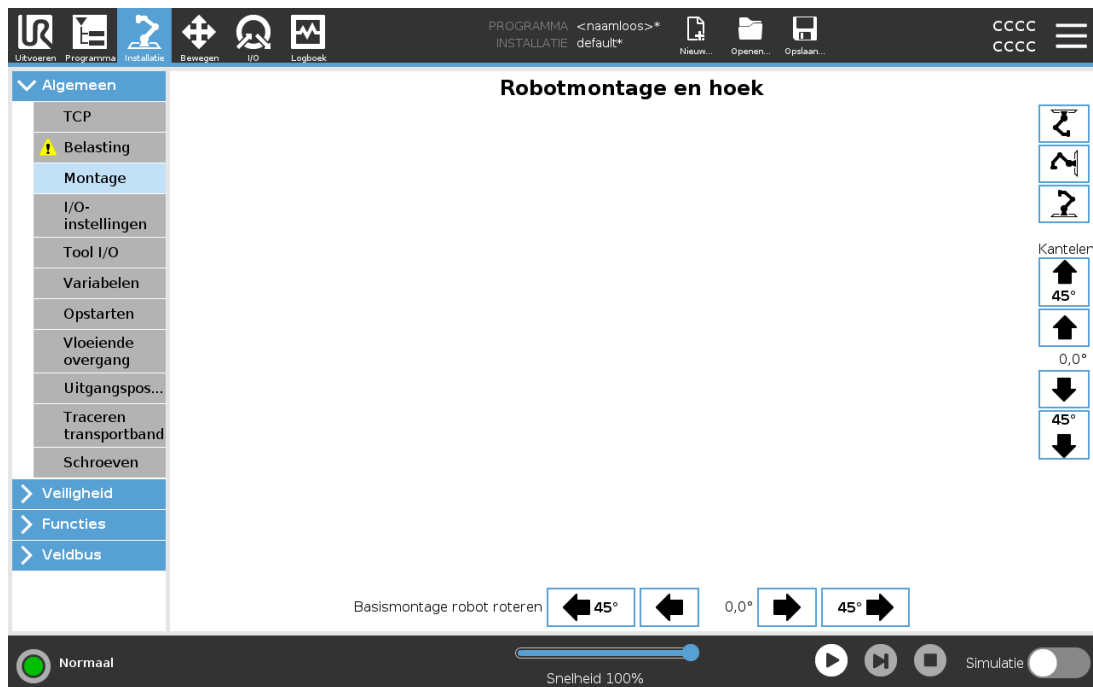 PROGRAMMA <naamloos>*
INSTALLATIE default*
CCCC
CCCC
Uitvoeren
Programma
Installatie
Bewegen
I/O
Logboek
Nieuw...
Openen...
Opslaan...
Algemeen
TCP
Belasting
Montage
I/O-
instellingen
Tool I/O
Variabelen
Opstarten
Vloeiende
overgang
Uitgangspos...
Traceren
transportband
Schroeven
Veiligheid
Functies
Veldbus
Robotmontage en hoek
Kantelen
45°
0,0°
45°
Basismontage robot roteren
45°
0,0°
45°
Normaal
Snelheid 100%
Simulatie